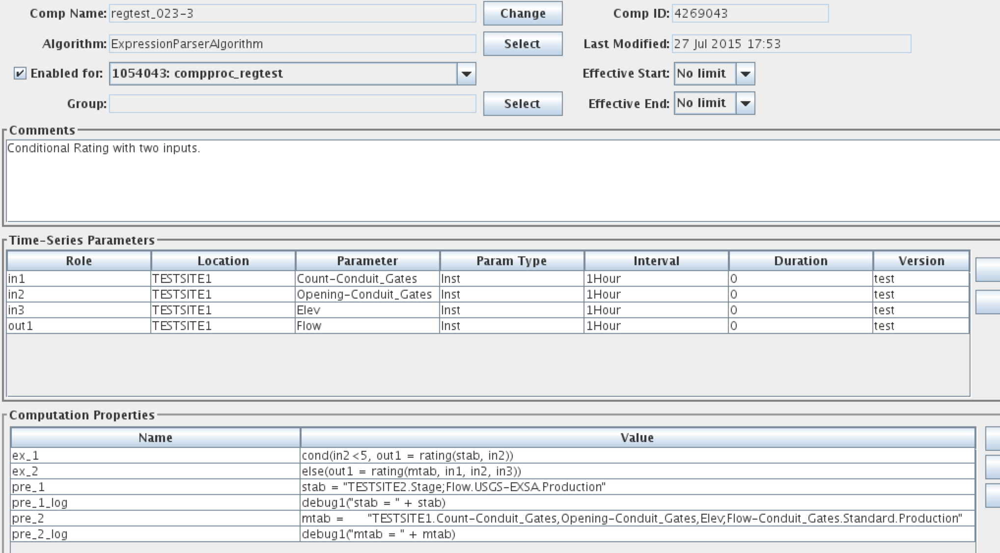 Comp Name: regtest_023-3 Change Comp ID: 4269043
Algorithm: ExpressionParserAlgorithm Select Last Modified: 27 Jul 2015 17:53
Enabled for: 1054043: compproc_regtest Effective Start: No limit
Group: Select Effective End: No limit
Comments
Conditional Rating with two inputs.
Time-Series Parameters
Role Location Parameter Param Type Interval Duration Version
in1 TESTSITE1 Count-Conduit_Gates Inst 1Hour 0 test
in2 TESTSITE1 Opening-Conduit_Gates Inst 1Hour 0 test
in3 TESTSITE1 Elev Inst 1Hour 0 test
out1 TESTSITE1 Flow Inst 1Hour 0 test
Computation Properties
Name Value
ex_1 cond(in2<5, out1 = rating(stab, in2))
ex_2 else(out1 = rating(mtab, in1, in2, in3))
pre_1 stab = "TESTSITE2.Stage;Flow.USGS-EXSA.Production"
pre_1_log debug1("stab = " + stab)
pre_2 mtab = "TESTSITE1.Count-Conduit_Gates,Opening-Conduit_Gates,Elev;Flow-Conduit_Gates.Standard.Production"
pre_2_log debug1("mtab = " + mtab)